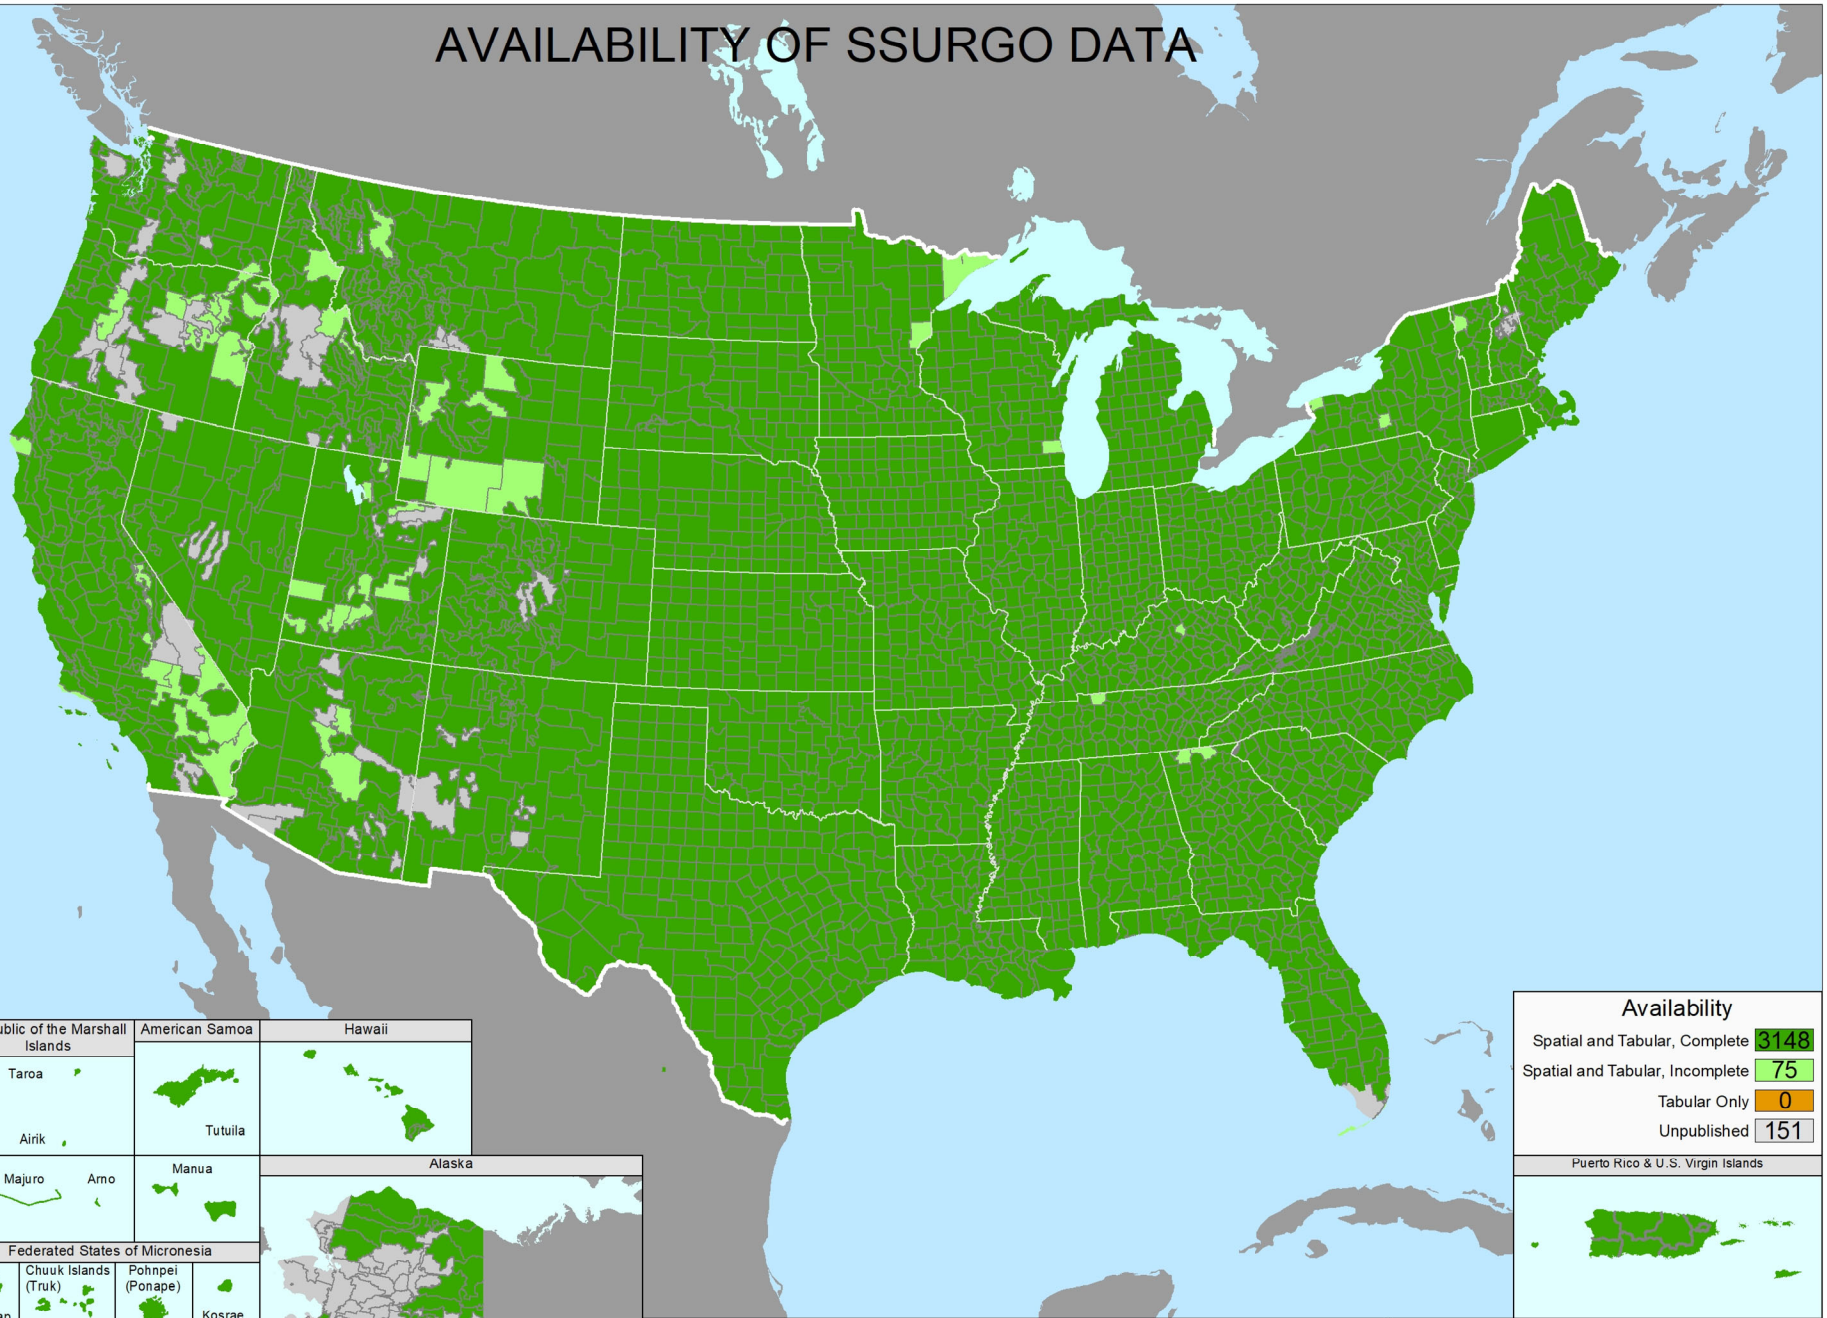 AVAILABILITY OF SSURGO DATA
Availability
Spatial and Tabular, Complete 3148
Spatial and Tabular, Incomplete 75
Tabular Only 0
Unpublished 151
Puerto Rico & U.S. Virgin Islands
ublic of the Marshall
Islands
Taroa
Airik
Majuro
Arno
American Samoa
Tutuila
Manua
Hawaii
Alaska
Federated States of Micronesia
Chuuk Islands
(Truk)
Pohnpei
(Ponape)
Kosrae